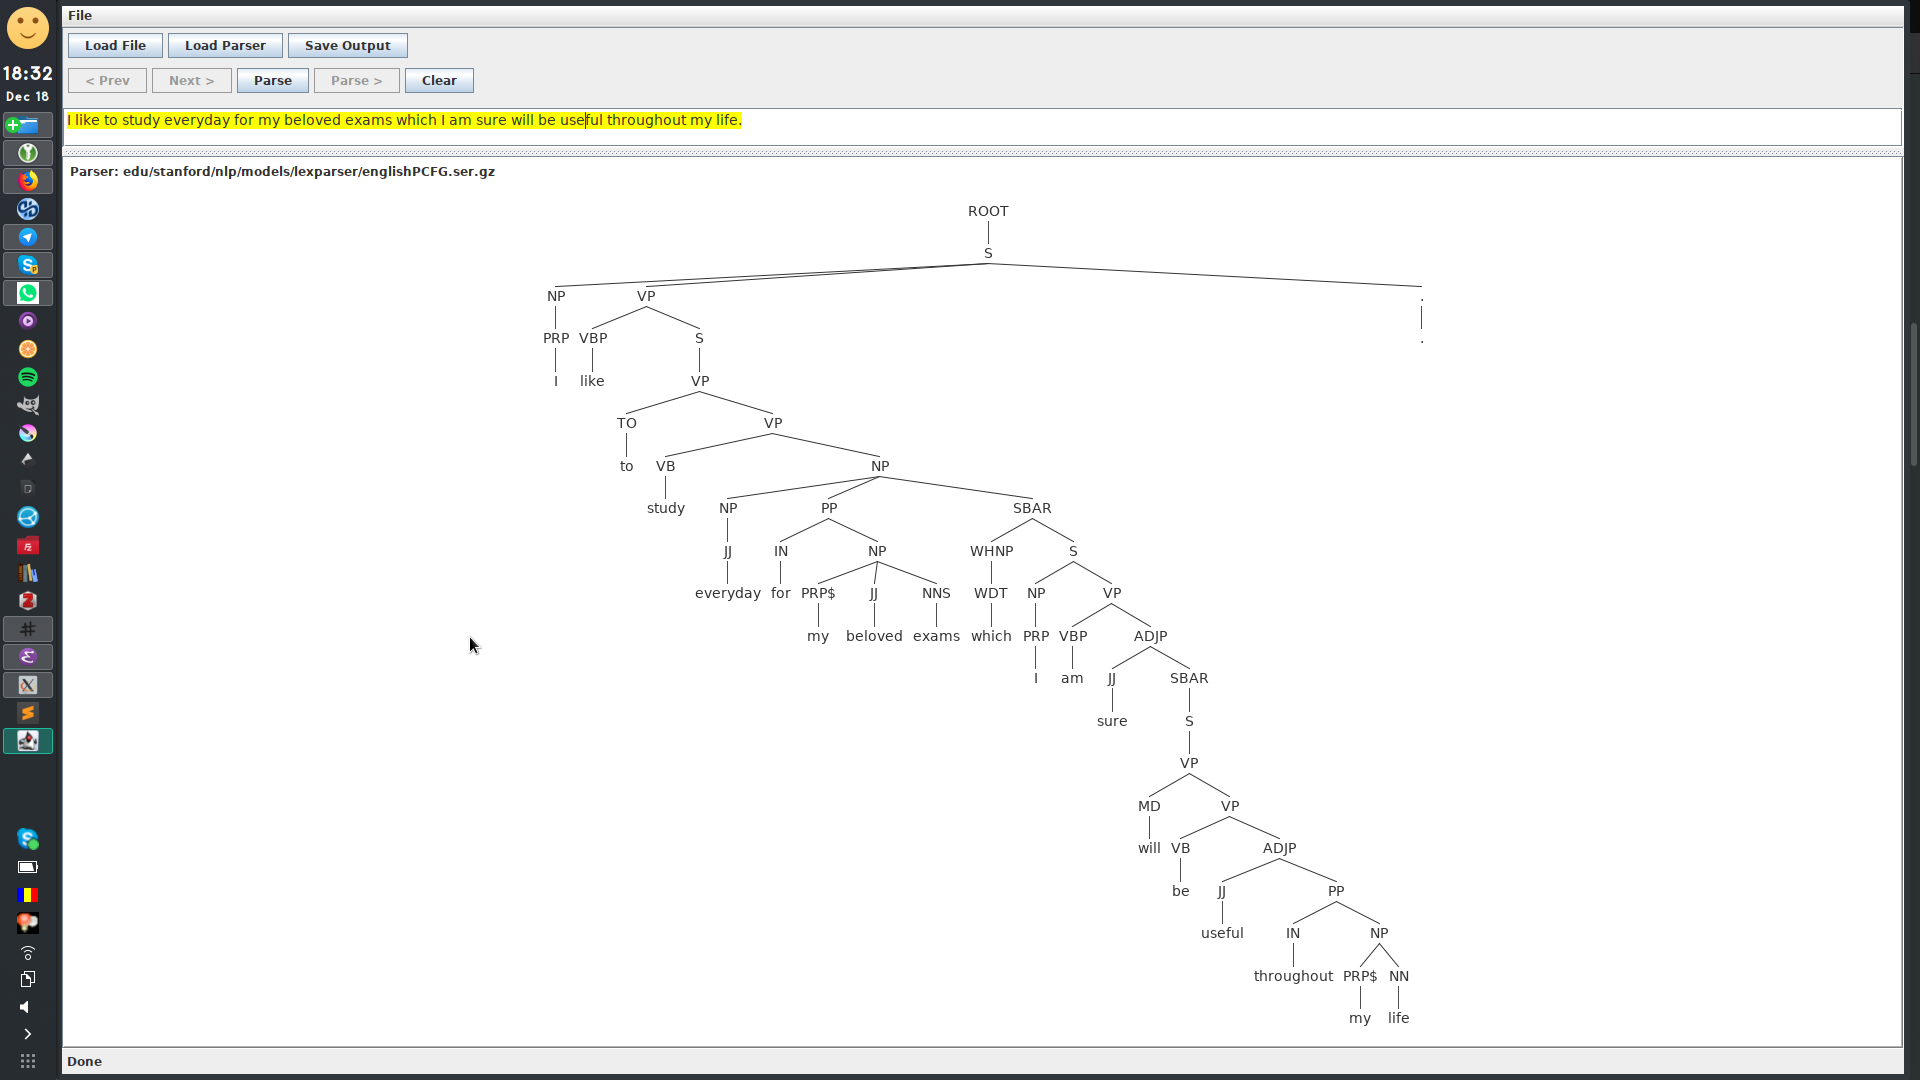 File
Load File Load Parser Save Output
18:32
Dec 18
< Prev Next > Parse Parse > Clear
I like to study everyday for my beloved exams which I am sure will be useful throughout my life.
Parser: edu/stanford/nlp/models/lexparser/englishPCFG.ser.gz
ROOT
S
NP VP .
PRP VBP S .
I like VP
TO VP
to VB NP
study NP PP SBAR
JJ IN NP WHNP S
everyday for PRP$ JJ NNS WDT NP VP
my beloved exams which PRP VBP ADJP
I am JJ SBAR
sure S
VP
MD VP
will VB ADJP
be JJ PP
useful IN NP
throughout PRP$ NN
my life
Done